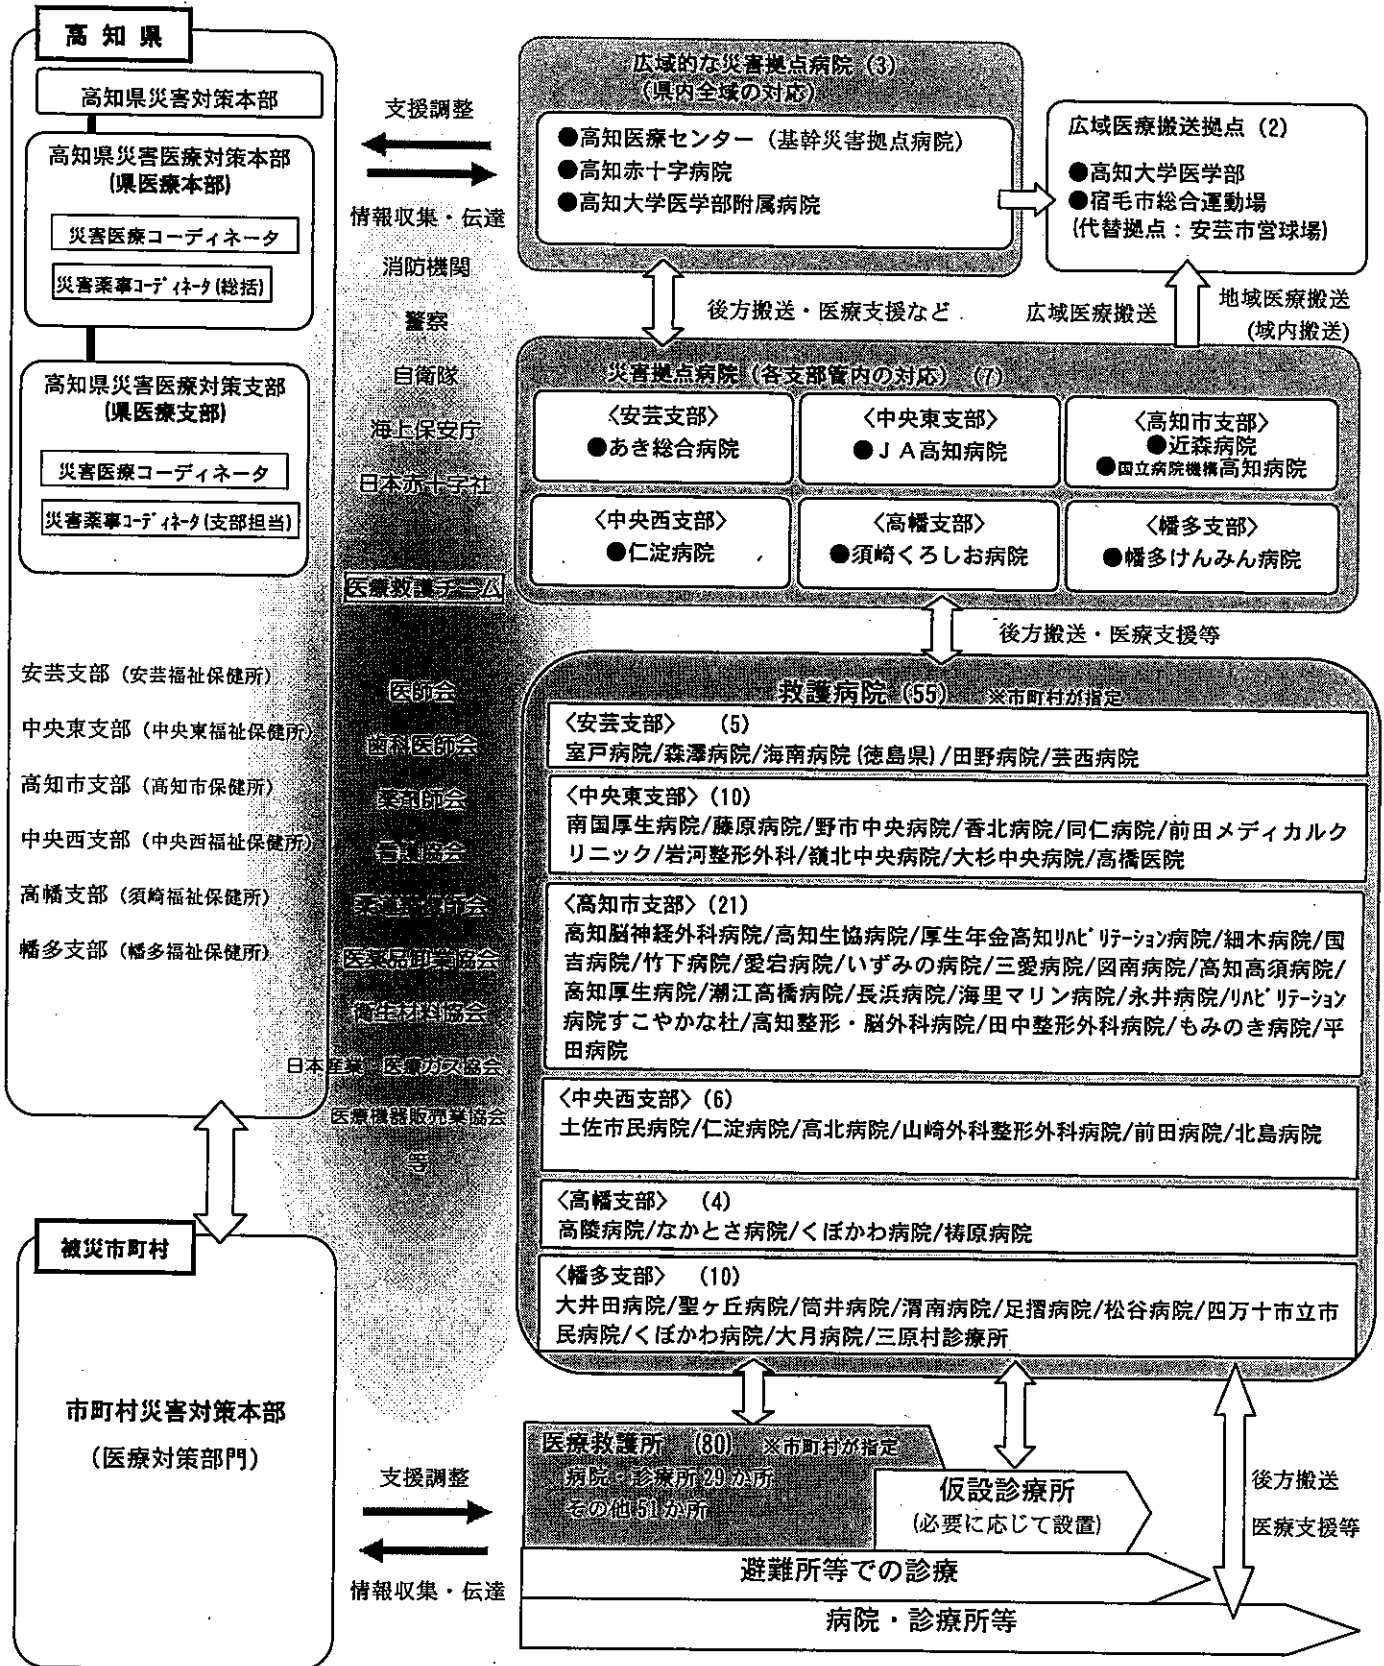 高知県
高知県災害対策本部
高知県災害医療対策本部
(県医療本部)
災害医療コーディネータ
災害薬事コーディネータ(総括)
高知県災害医療対策支部
(県医療支部)
災害医療コーディネータ
災害薬事コーディネータ(支部担当)
安芸支部(安芸福祉保健所)
中央東支部(中央東福祉保健所)
高知市支部(高知市保健所)
中央西支部(中央西福祉保健所)
高幡支部(須崎福祉保健所)
幡多支部(幡多福祉保健所)
被災市町村
市町村災害対策本部
(医療対策部門)
支援調整
情報収集・伝達
消防機関
警察
自衛隊
海上保安庁
日本赤十字社
医療救護チーム
医師会
歯科医師会
薬剤師会
看護協会
柔道整復師会
医薬品卸業協会
衛生材料協会
日本産業・医療ガス協会
医療機器販売業協会
等
支援調整
情報収集・伝達
広域的な災害拠点病院(3)
(県内全域の対応)
●高知医療センター(基幹災害拠点病院)
●高知赤十字病院
●高知大学医学部附属病院
広域医療搬送拠点(2)
●高知大学医学部
●宿毛市総合運動場
(代替拠点:安芸市営球場)
後方搬送・医療支援など
広域医療搬送
地域医療搬送
(域内搬送)
災害拠点病院(各支部管内の対応)(7)
〈安芸支部〉
●あき総合病院
〈中央東支部〉
●JA高知病院
〈高知市支部〉
●近森病院
●国立病院機構高知病院
〈中央西支部〉
●仁淀病院
〈高幡支部〉
●須崎くろしお病院
〈幡多支部〉
●幡多けんみん病院
後方搬送・医療支援等
救護病院(55) ※市町村が指定
〈安芸支部〉 (5)
室戸病院/森澤病院/海南病院(徳島県)/田野病院/芸西病院
〈中央東支部〉(10)
南国厚生病院/藤原病院/野市中央病院/香北病院/同仁病院/前田メディカルク
リニック/岩河整形外科/嶺北中央病院/大杉中央病院/高橋医院
〈高知市支部〉(21)
高知脳神経外科病院/高知生協病院/厚生年金高知リハビリテーション病院/細木病院/国
吉病院/竹下病院/愛宕病院/いずみの病院/三愛病院/図南病院/高知高須病院/
高知厚生病院/潮江高橋病院/長浜病院/海里マリン病院/永井病院/リハビリテーション
病院すこやかな杜/高知整形・脳外科病院/田中整形外科病院/もみのき病院/平
田病院
〈中央西支部〉(6)
土佐市民病院/仁淀病院/高北病院/山崎外科整形外科病院/前田病院/北島病院
〈高幡支部〉 (4)
高陵病院/なかとさ病院/くぼかわ病院/梼原病院
〈幡多支部〉 (10)
大井田病院/聖ヶ丘病院/筒井病院/渭南病院/足摺病院/松谷病院/四万十市立市
民病院/くぼかわ病院/大月病院/三原村診療所
医療救護所 (80) ※市町村が指定
病院・診療所29か所
その他51か所
仮設診療所
(必要に応じて設置)
後方搬送
医療支援等
避難所等での診療
病院・診療所等